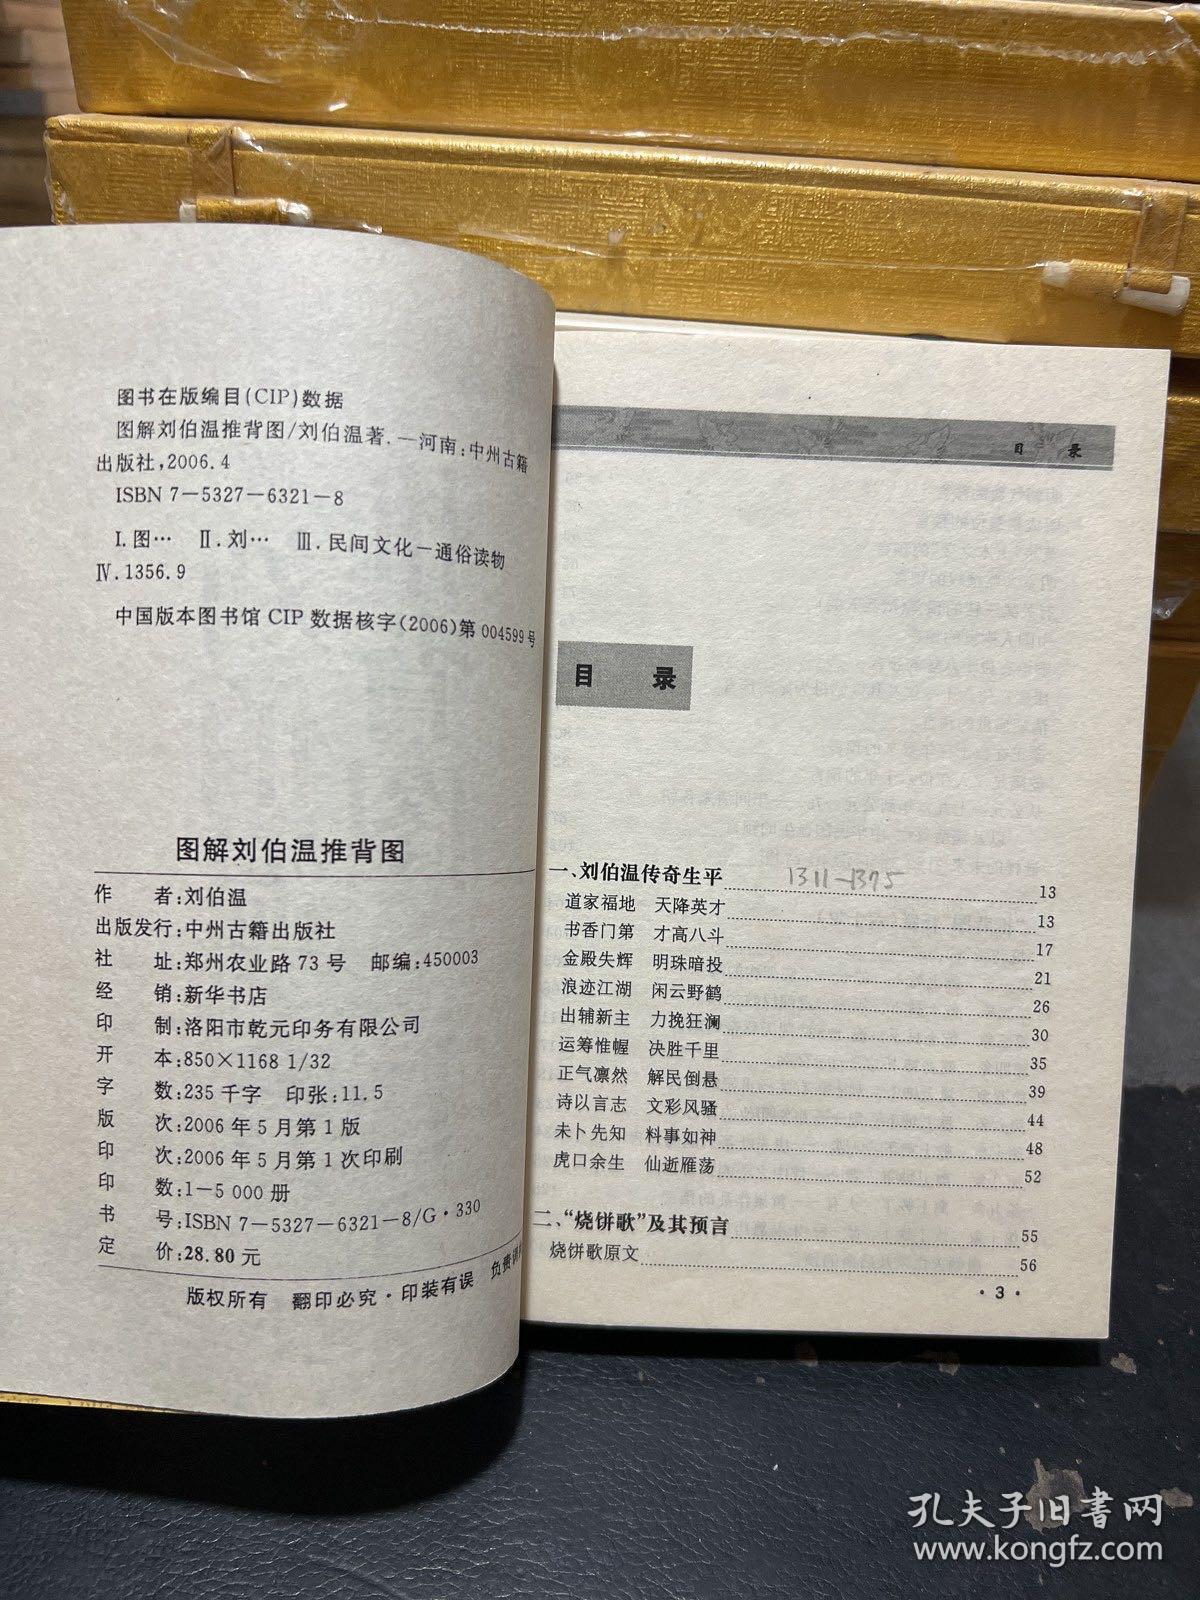 图书在版编目(CIP)数据
图解刘伯温推背图/刘伯温著.—河南:中州古籍
出版社,2006.4
ISBN 7—5327—6321—8
Ⅰ.图… Ⅱ.刘… Ⅲ.民间文化—通俗读物
Ⅳ.1356.9
中国版本图书馆 CIP 数据核字(2006)第 004599 号
图解刘伯温推背图
作 者:刘伯温
出版发行:中州古籍出版社
社 址:郑州农业路 73 号 邮编:450003
经 销:新华书店
印 制:洛阳市乾元印务有限公司
开 本:850×1168 1/32
字 数:235 千字 印张:11.5
版 次:2006 年 5 月第 1 版
印 次:2006 年 5 月第 1 次印刷
印 数:1—5 000 册
书 号:ISBN 7—5327—6321—8/G·330
定 价:28.80 元
版权所有 翻印必究·印装有误 负责
目 录
目 录
一、刘伯温传奇生平 1311-1375 13
道家福地 天降英才 13
书香门第 才高八斗 17
金殿失辉 明珠暗投 21
浪迹江湖 闲云野鹤 26
出辅新主 力挽狂澜 30
运筹惟幄 决胜千里 35
正气凛然 解民倒悬 39
诗以言志 文彩风骚 44
未卜先知 料事如神 48
虎口余生 仙逝雁荡 52
二、“烧饼歌”及其预言 55
烧饼歌原文 56
·3·
孔夫子旧书网
www.kongfz.com